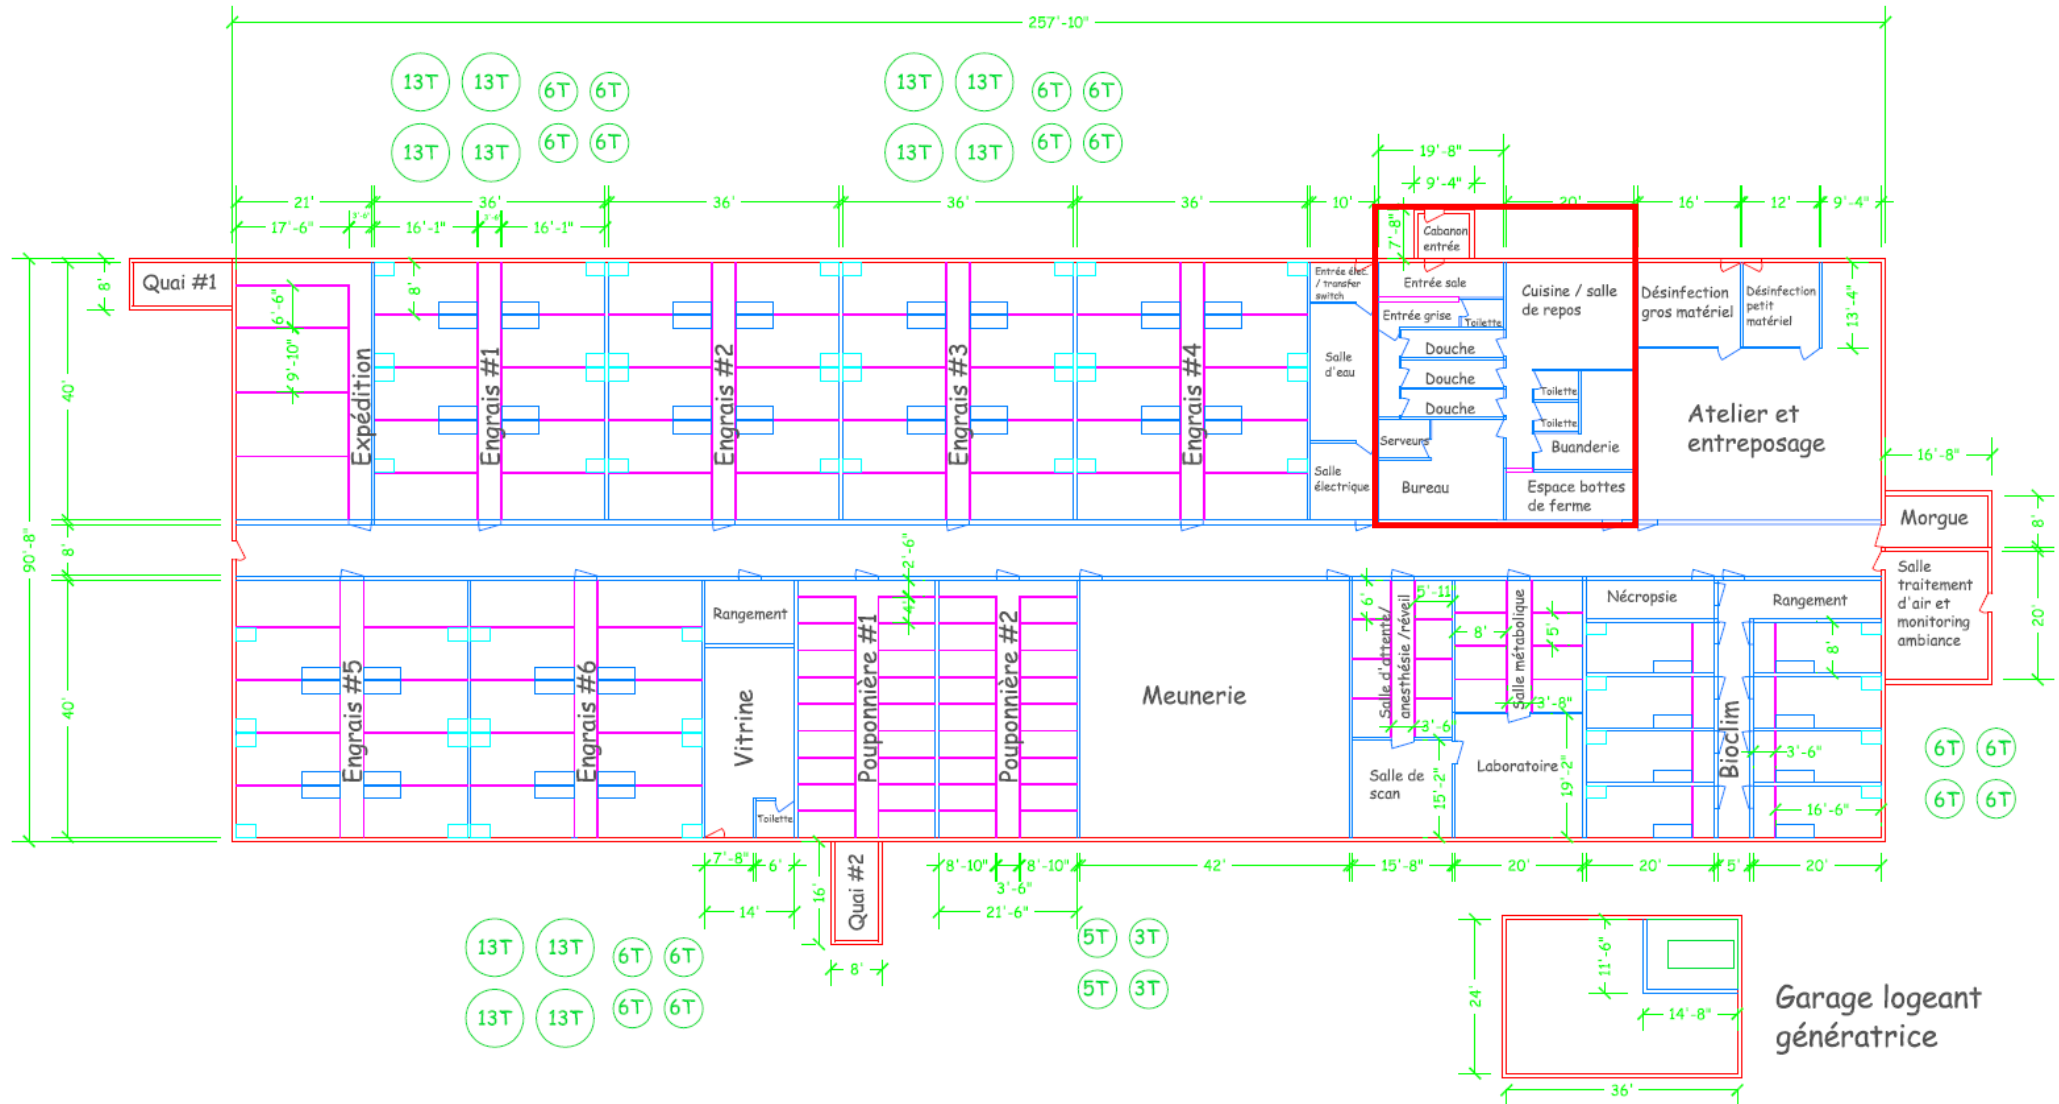 257'-10"
13T 13T 6T 6T
13T 13T 6T 6T
13T 13T 6T 6T
13T 13T 6T 6T
19'-8"
9'-4"
21' 36' 36' 36' 36' 10' 20' 16' 12' 9'-4"
17'-6" 3'-6" 16'-1" 3'-6" 16'-1"
7'-8"
Cabanon
entrée
Quai #1
8'
8'
6'-6"
9'-10"
40'
90'-8"
8'
40'
Expédition
Engrais #1
Engrais #2
Engrais #3
Engrais #4
Entrée élec.
/ transfer
switch
Salle
d'eau
Salle
électrique
Entrée sale
Entrée grise
Toilette
Douche
Douche
Douche
Serveurs
Bureau
Cuisine / salle
de repos
Toilette
Toilette
Buanderie
Espace bottes
de ferme
Désinfection
gros matériel
Désinfection
petit
matériel
13'-4"
Atelier et
entreposage
16'-8"
Morgue
8'
Salle
traitement
d'air et
monitoring
ambiance
20'
Engrais #5
Engrais #6
Rangement
Vitrine
Toilette
2'-6"
4'
Pouponnière #1
Pouponnière #2
Meunerie
6'
5'-11"
Salle d'attente/
anesthésie /réveil
3'-6"
Salle de
scan
15'-2"
8'
5'
Salle métabolique
3'-8"
Laboratoire
19'-2"
Nécropsie
Bioclim
Rangement
8'
3'-6"
16'-6"
6T 6T
6T 6T
7'-8" 6'
14'
16'
Quai #2
8'
8'-10" 8'-10"
3'-6"
21'-6"
42' 15'-8" 20' 20' 5' 20'
13T 13T 6T 6T
13T 13T 6T 6T
5T 3T
5T 3T
24'
11'-6"
14'-8"
36'
Garage logeant
génératrice